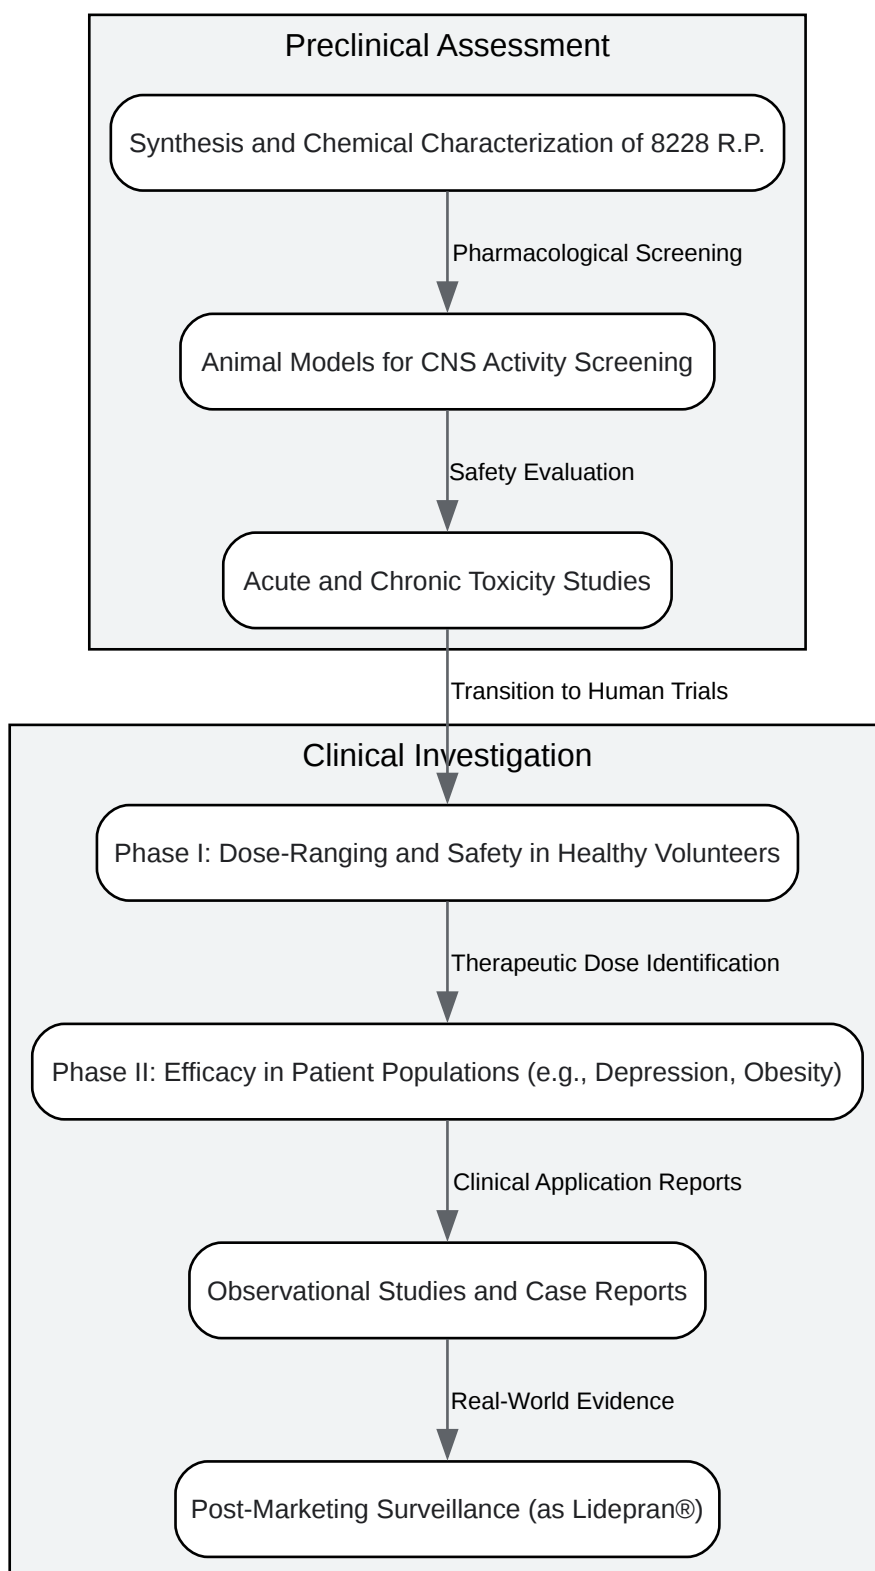 Preclinical Assessment
Synthesis and Chemical Characterization of 8228 R.P.
Pharmacological Screening
Animal Models for CNS Activity Screening
Safety Evaluation
Acute and Chronic Toxicity Studies
Transition to Human Trials
Clinical Investigation
Phase I: Dose-Ranging and Safety in Healthy Volunteers
Therapeutic Dose Identification
Phase II: Efficacy in Patient Populations (e.g., Depression, Obesity)
Clinical Application Reports
Observational Studies and Case Reports
Real-World Evidence
Post-Marketing Surveillance (as Lidepran®)